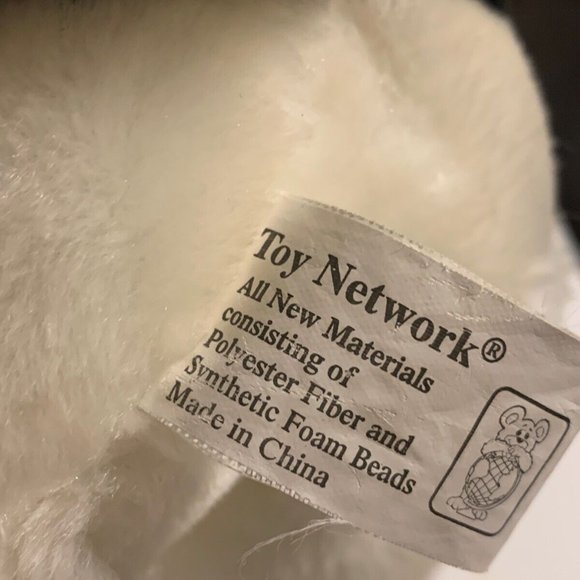 Toy Network®
All New Materials
consisting of
Polyester Fiber and
Synthetic Foam Beads
Made in China